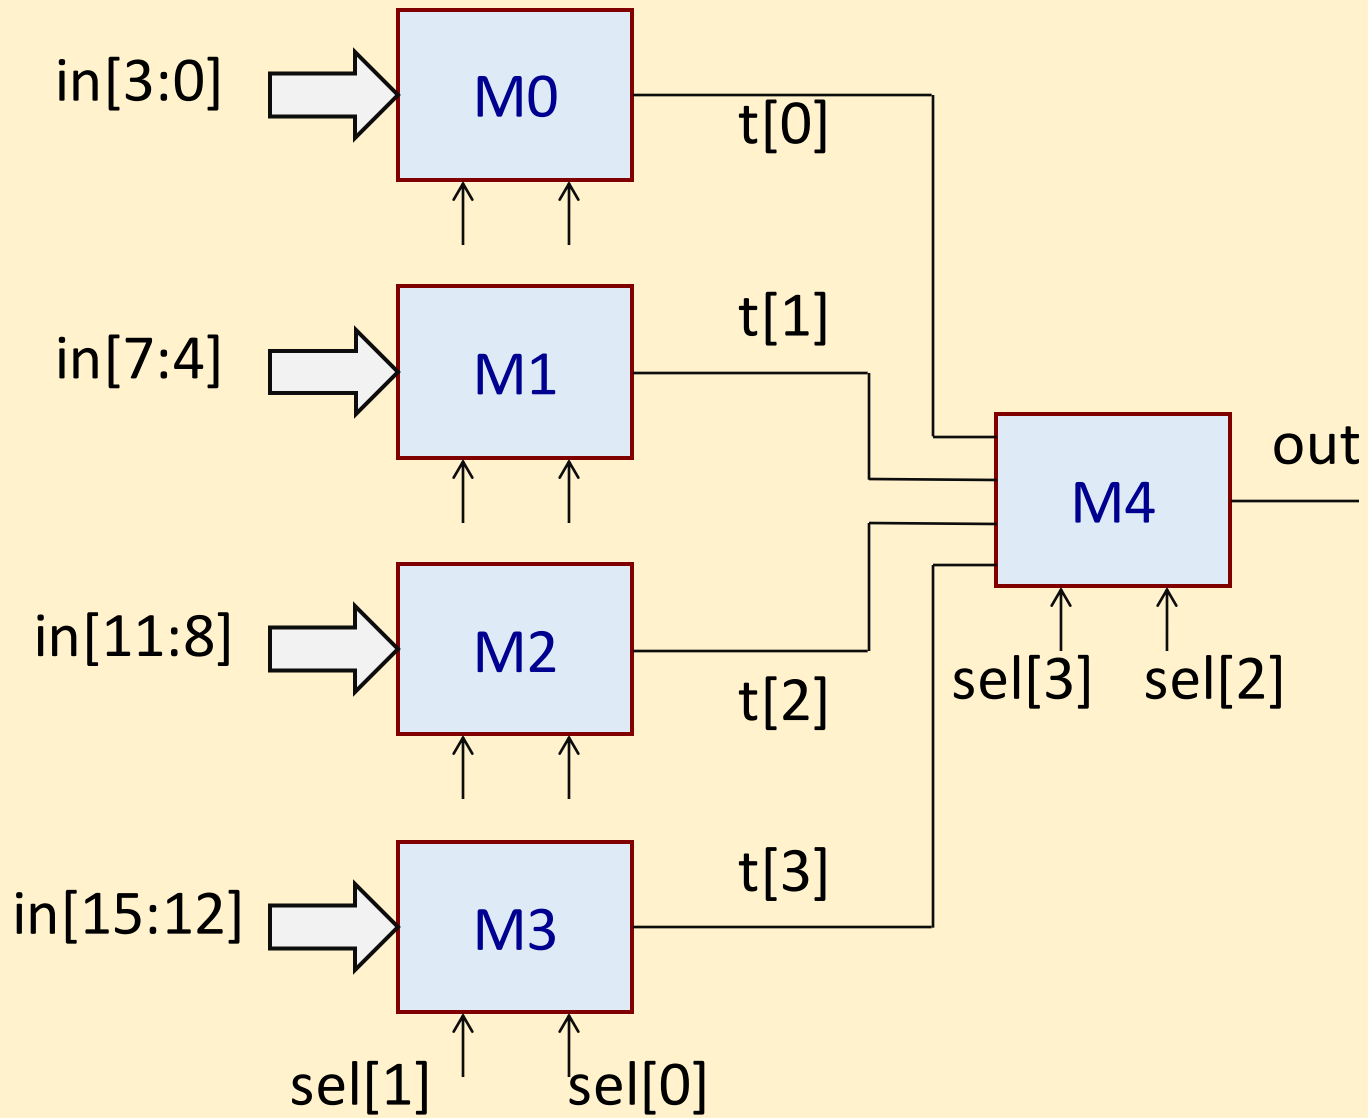 in[3:0]
M0
t[0]
in[7:4]
M1
t[1]
M4
out
sel[3]
sel[2]
in[11:8]
M2
t[2]
in[15:12]
M3
t[3]
sel[1]
sel[0]